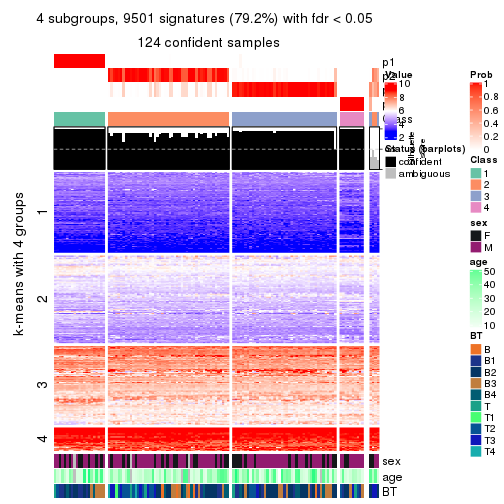 4 subgroups, 9501 signatures (79.2%) with fdr < 0.05
124 confident samples
p1
p2
Class
k-means with 4 groups
1
2
3
4
sex
age
BT
Value
10
8
6
4
2
Status (barplots)
confident
ambiguous
Prob
1
0.8
0.6
0.4
0.2
0
Class
1
2
3
4
sex
F
M
age
50
40
30
20
10
BT
B
B1
B2
B3
B4
T
T1
T2
T3
T4